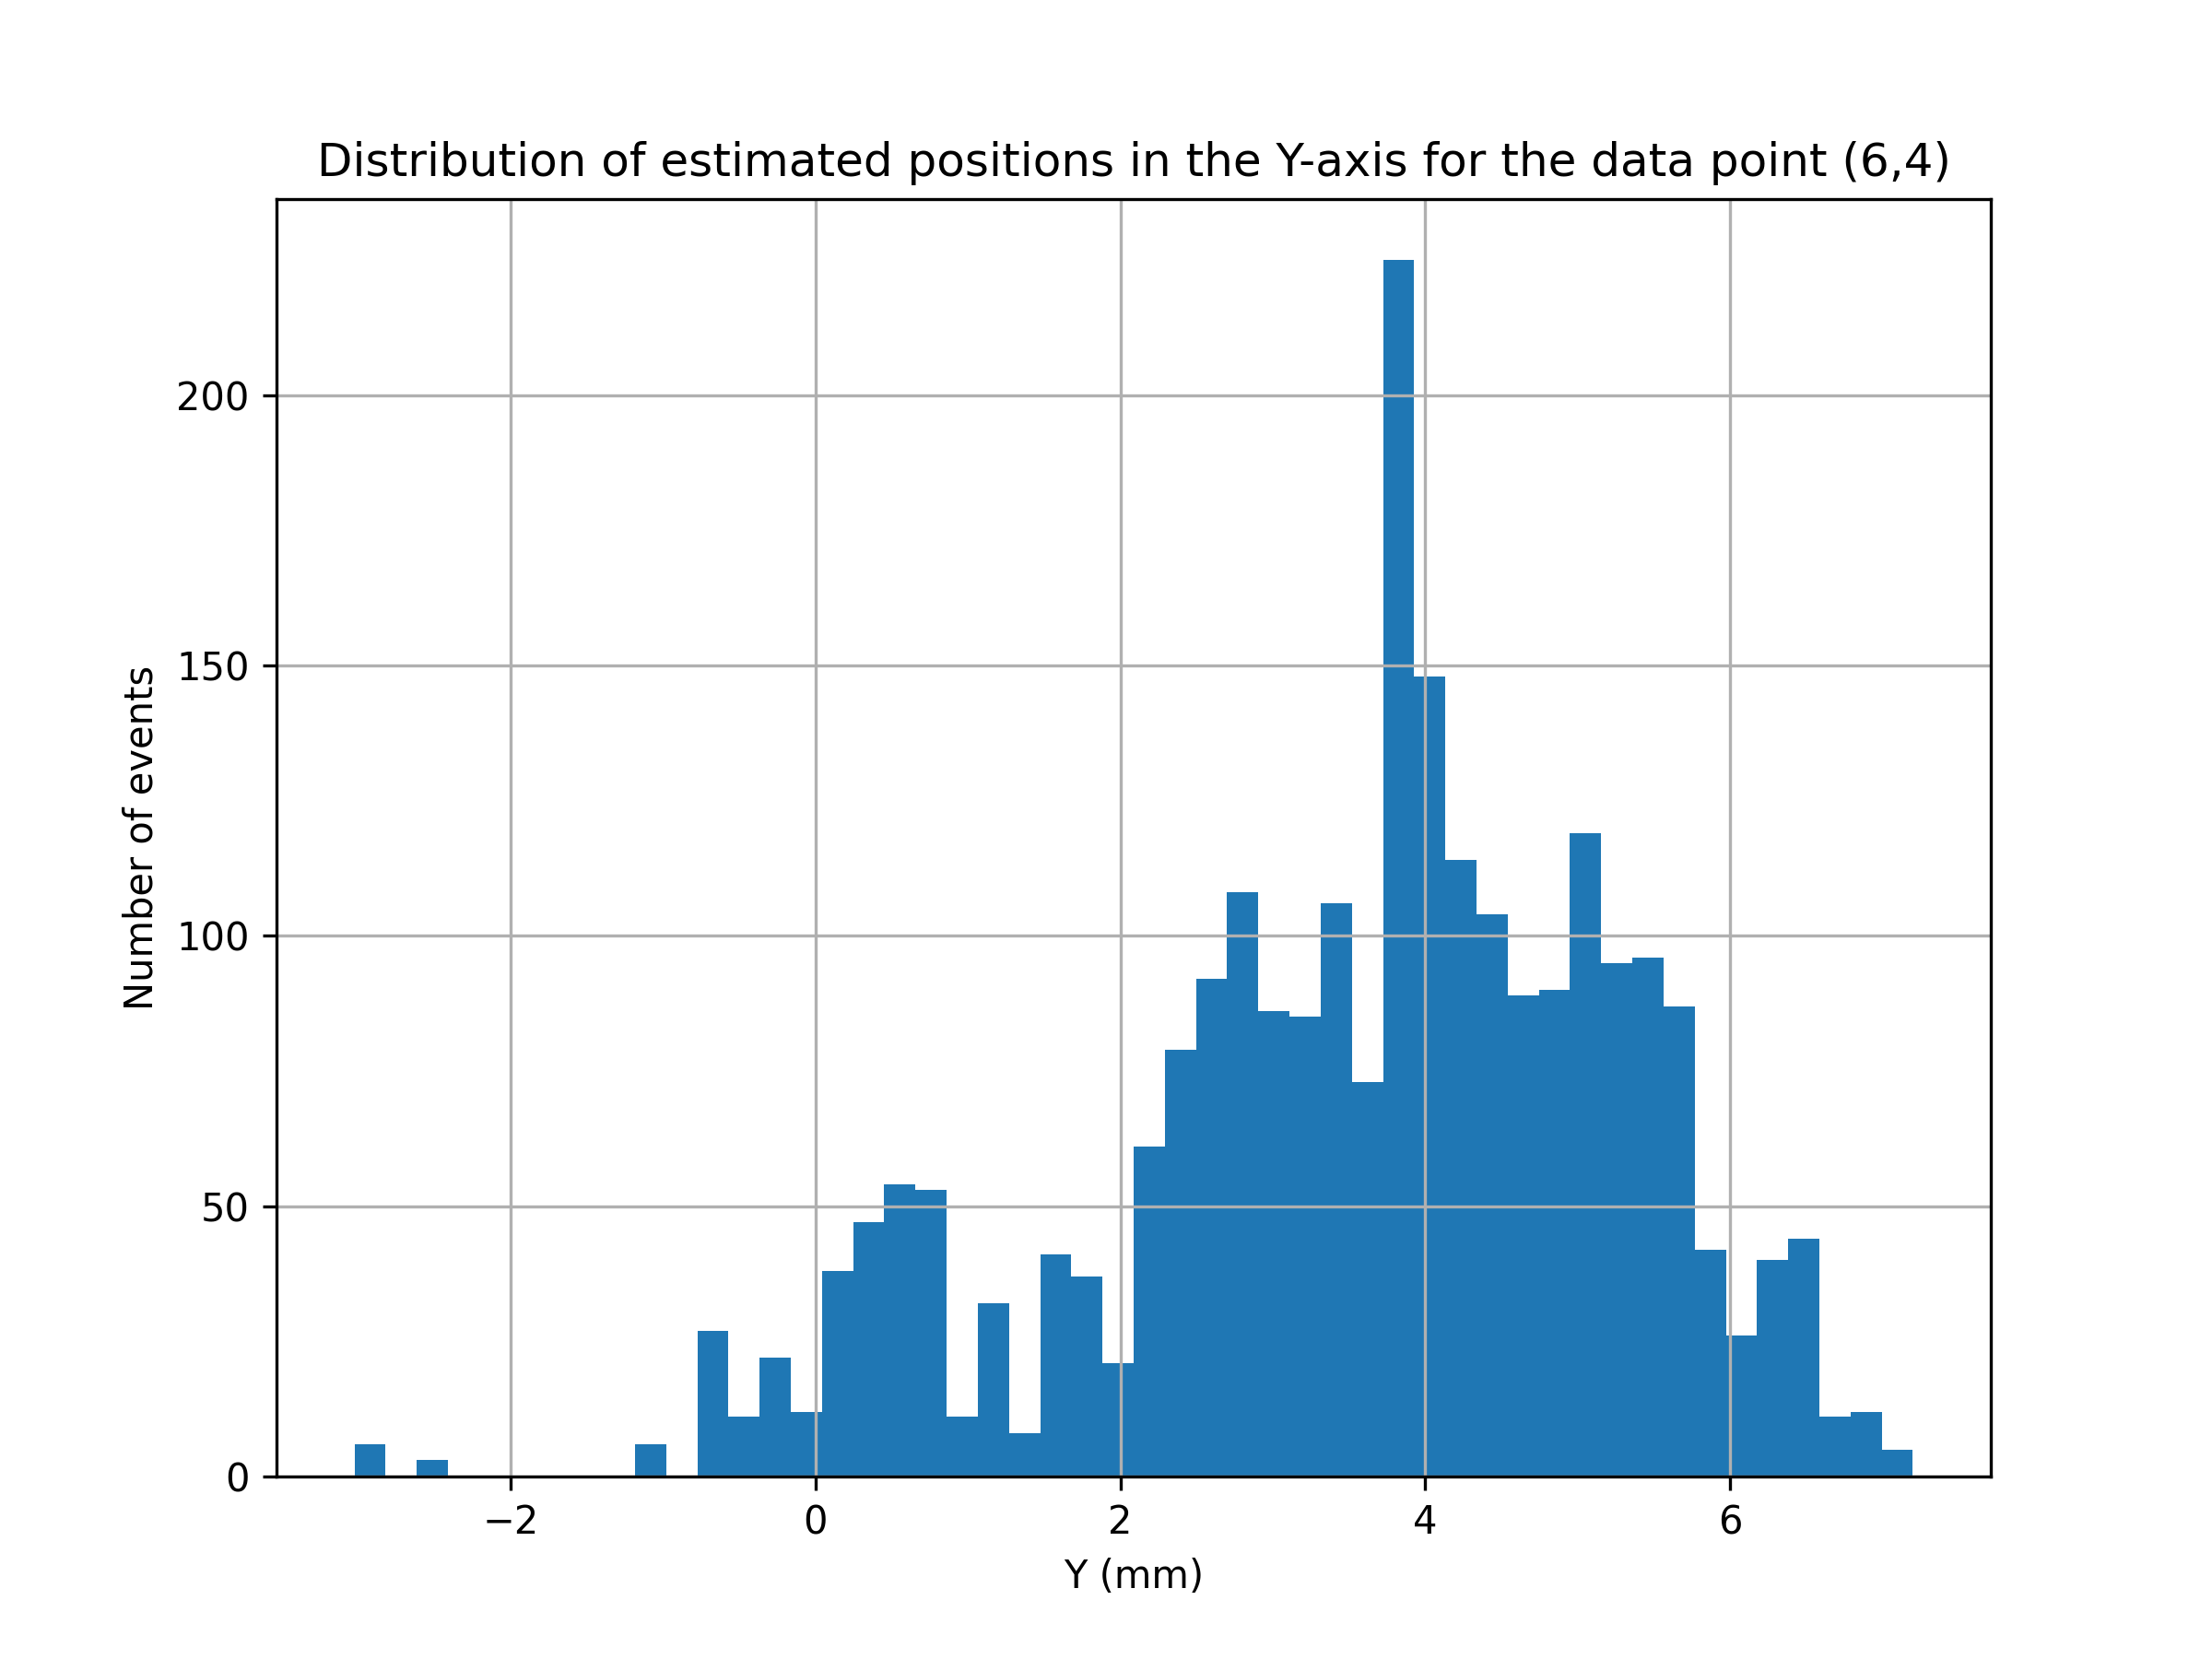 Distribution of estimated positions in the Y-axis for the data point (6,4)
200
150
100
50
0
Number of events
−2 0 2 4 6
Y (mm)